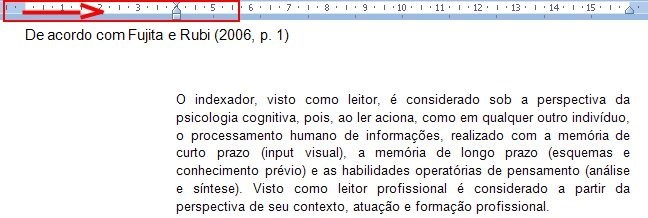 1 2 3 4 5 6 7 8 9 10 11 12 13 14 15
De acordo com Fujita e Rubi (2006, p. 1)
O indexador, visto como leitor, é considerado sob a perspectiva da
psicologia cognitiva, pois, ao ler aciona, como em qualquer outro indivíduo,
o processamento humano de informações, realizado com a memória de
curto prazo (input visual), a memória de longo prazo (esquemas e
conhecimento prévio) e as habilidades operatórias de pensamento (análise
e síntese). Visto como leitor profissional é considerado a partir da
perspectiva de seu contexto, atuação e formação profissional.